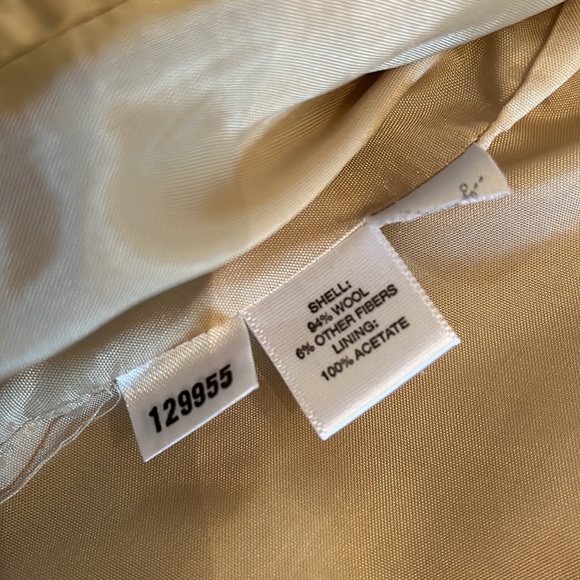 SHELL:
94% WOOL
6% OTHER FIBERS
LINING:
100% ACETATE
129955